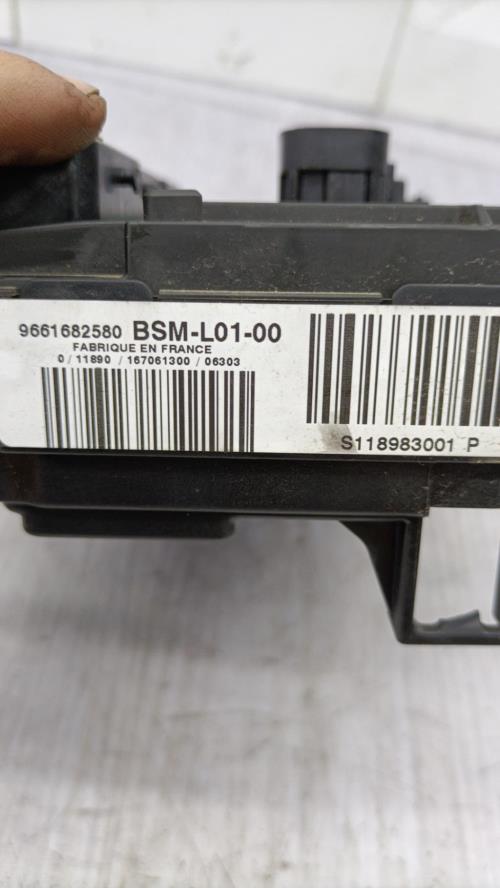 9661682580 BSM-L01-00
FABRIQUE EN FRANCE
0 / 11890 / 167061300 / 06303
S118983001 P